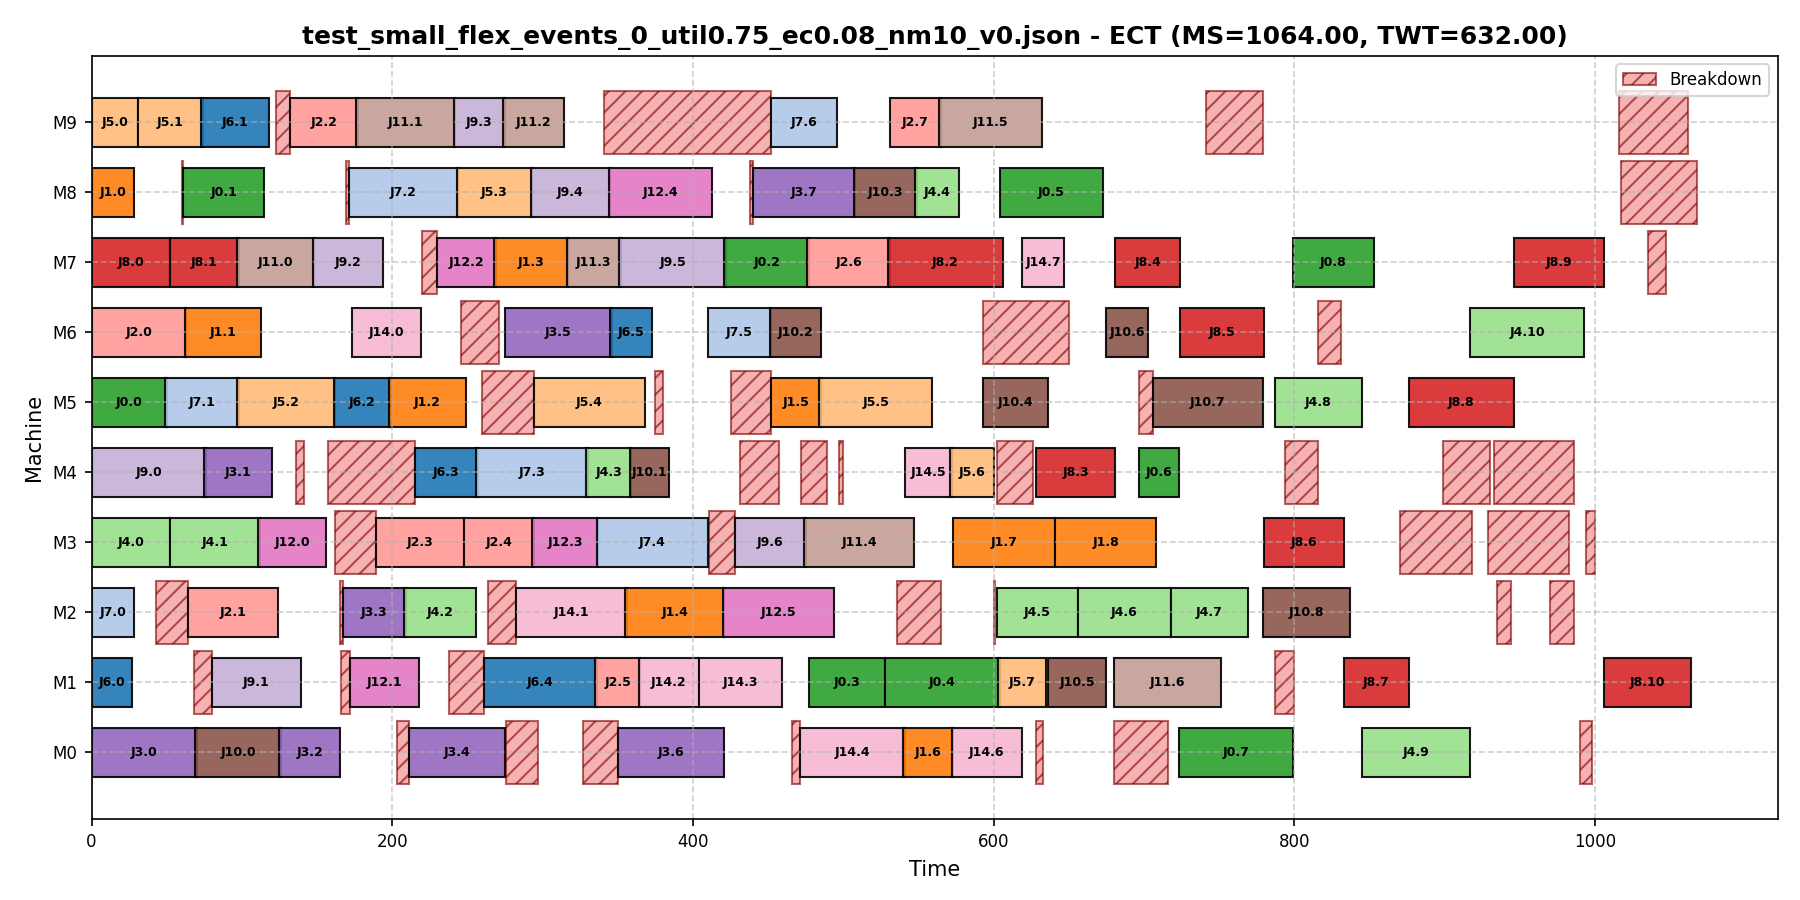 test_small_flex_events_0_util0.75_ec0.08_nm10_v0.json - ECT (MS=1064.00, TWT=632.00)
Breakdown
M9 J5.0 J5.1 J6.1 J2.2 J11.1 J9.3 J11.2 J7.6 J2.7 J11.5
M8 J1.0 J0.1 J7.2 J5.3 J9.4 J12.4 J3.7 J10.3 J4.4 J0.5
M7 J8.0 J8.1 J11.0 J9.2 J12.2 J1.3 J11.3 J9.5 J0.2 J2.6 J8.2 J14.7 J8.4 J0.8 J8.9
M6 J2.0 J1.1 J14.0 J3.5 J6.5 J7.5 J10.2 J10.6 J8.5 J4.10
M5 J0.0 J7.1 J5.2 J6.2 J1.2 J5.4 J1.5 J5.5 J10.4 J10.7 J4.8 J8.8
M4 J9.0 J3.1 J6.3 J7.3 J4.3 J10.1 J14.5 J5.6 J8.3 J0.6
M3 J4.0 J4.1 J12.0 J2.3 J2.4 J12.3 J7.4 J9.6 J11.4 J1.7 J1.8 J8.6
M2 J7.0 J2.1 J3.3 J4.2 J14.1 J1.4 J12.5 J4.5 J4.6 J4.7 J10.8
M1 J6.0 J9.1 J12.1 J6.4 J2.5 J14.2 J14.3 J0.3 J0.4 J5.7 J10.5 J11.6 J8.7 J8.10
M0 J3.0 J10.0 J3.2 J3.4 J3.6 J14.4 J1.6 J14.6 J0.7 J4.9
Machine
0 200 400 600 800 1000
Time